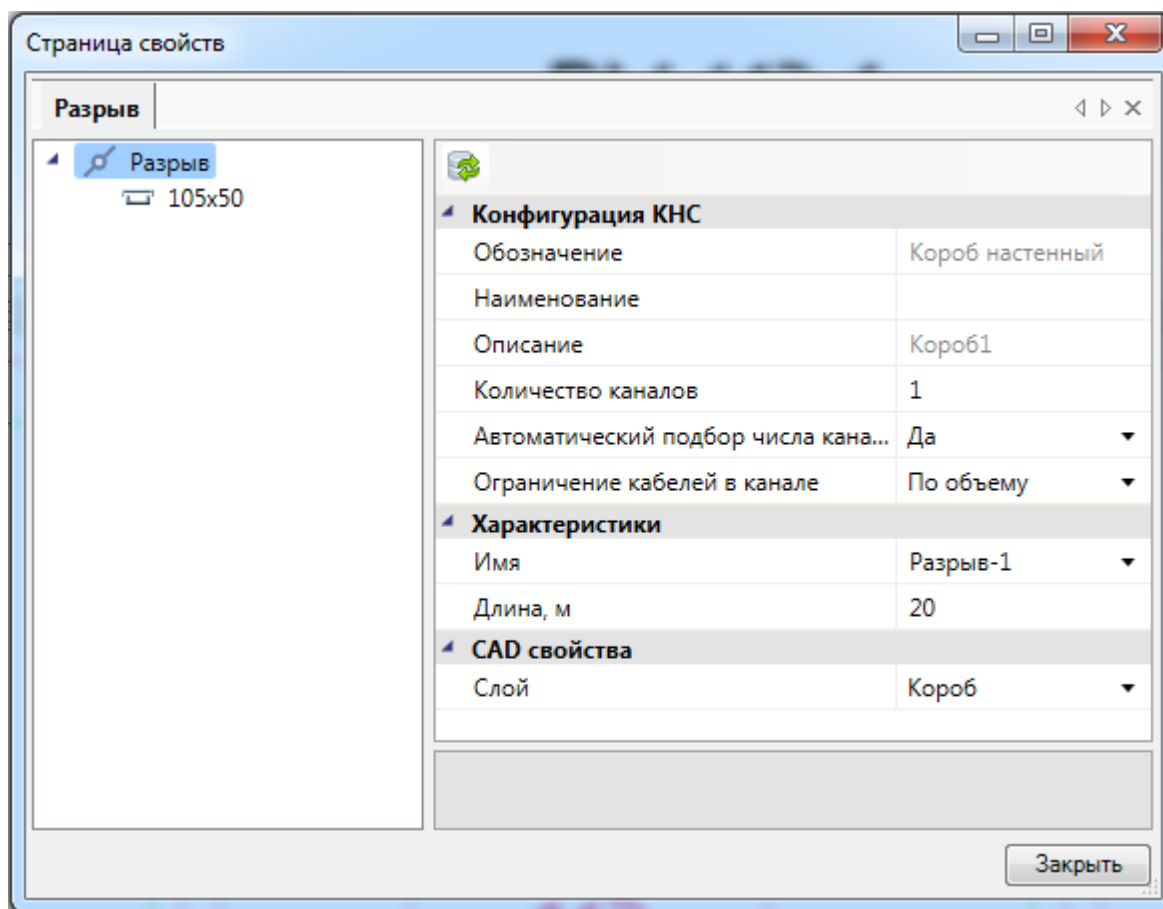 Страница свойств
Разрыв
Разрыв
105x50
Конфигурация КНС
Обозначение Короб настенный
Наименование
Описание Короб1
Количество каналов 1
Автоматический подбор числа кана... Да
Ограничение кабелей в канале По объему
Характеристики
Имя Разрыв-1
Длина, м 20
CAD свойства
Слой Короб
Закрыть